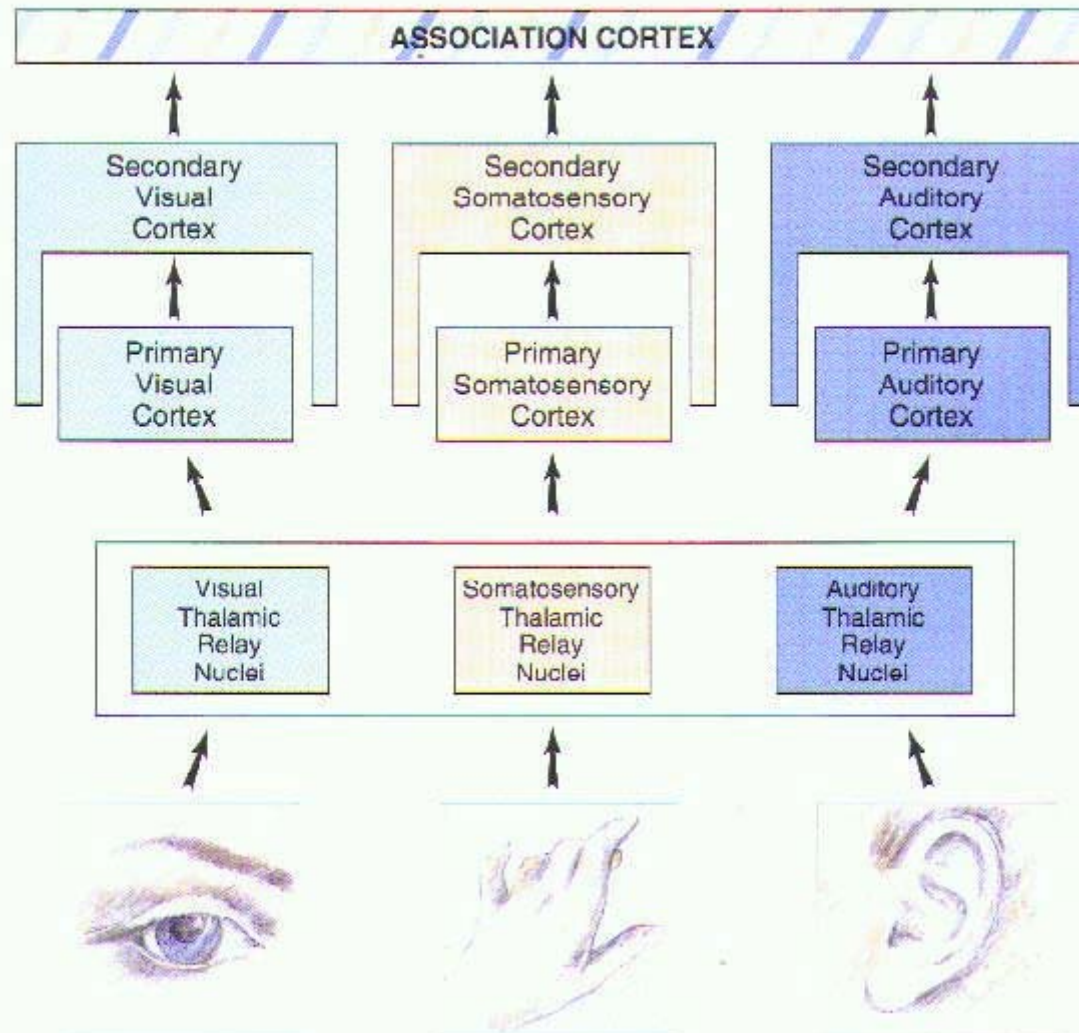 ASSOCIATION CORTEX
Secondary
Visual
Cortex
Secondary
Somatosensory
Cortex
Secondary
Auditory
Cortex
Primary
Visual
Cortex
Primary
Somatosensory
Cortex
Primary
Auditory
Cortex
Visual
Thalamic
Relay
Nuclei
Somatosensory
Thalamic
Relay
Nuclei
Auditory
Thalamic
Relay
Nuclei